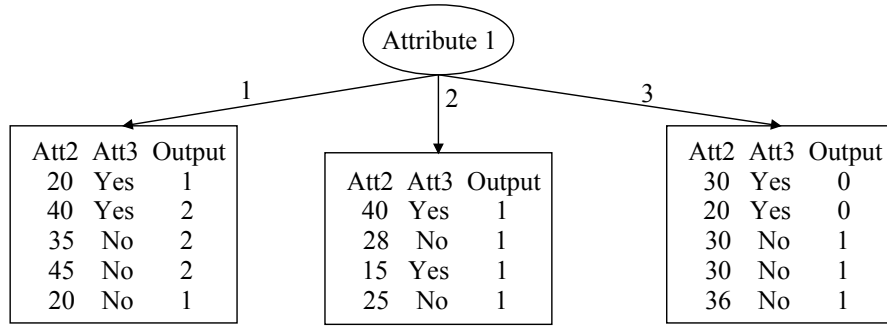 Attribute 1
1
2
3
Att2 Att3 Output
20 Yes 1
40 Yes 2
35 No 2
45 No 2
20 No 1
Att2 Att3 Output
40 Yes 1
28 No 1
15 Yes 1
25 No 1
Att2 Att3 Output
30 Yes 0
20 Yes 0
30 No 1
30 No 1
36 No 1